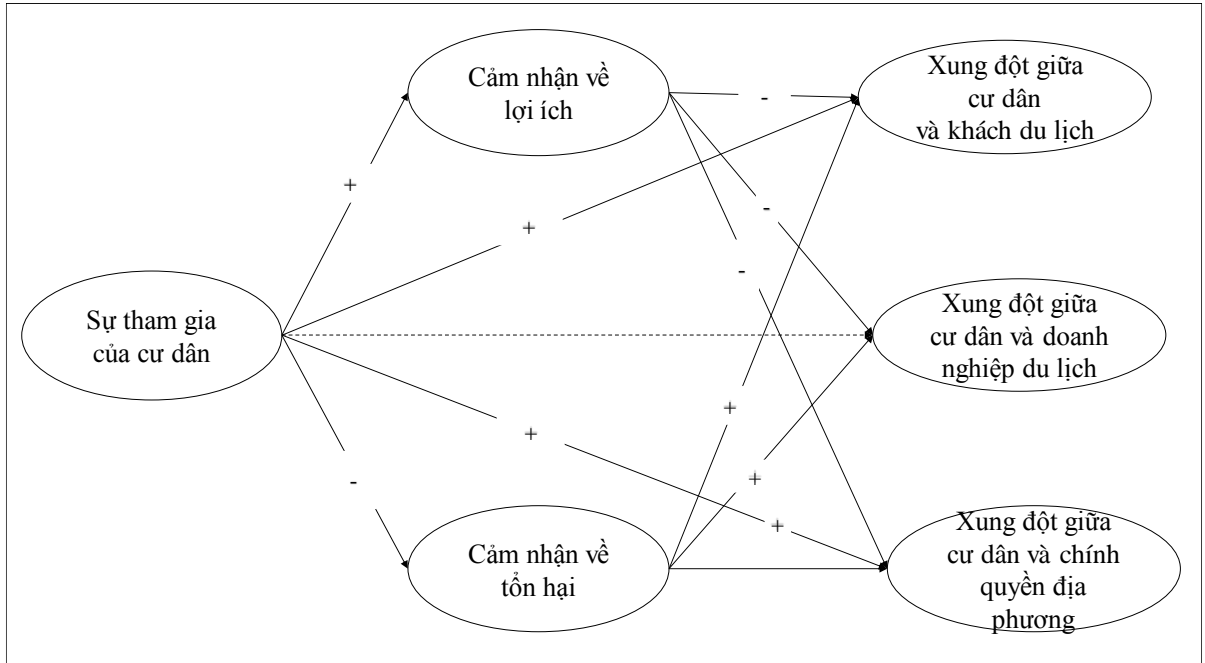 Cảm nhận về
lợi ích
Xung đột giữa
cư dân
và khách du lịch
-
+
-
+
-
Sự tham gia
của cư dân
Xung đột giữa
cư dân và doanh
nghiệp du lịch
+
+
-
+
+
Cảm nhận về
tổn hại
Xung đột giữa
cư dân và chính
quyền địa
phương